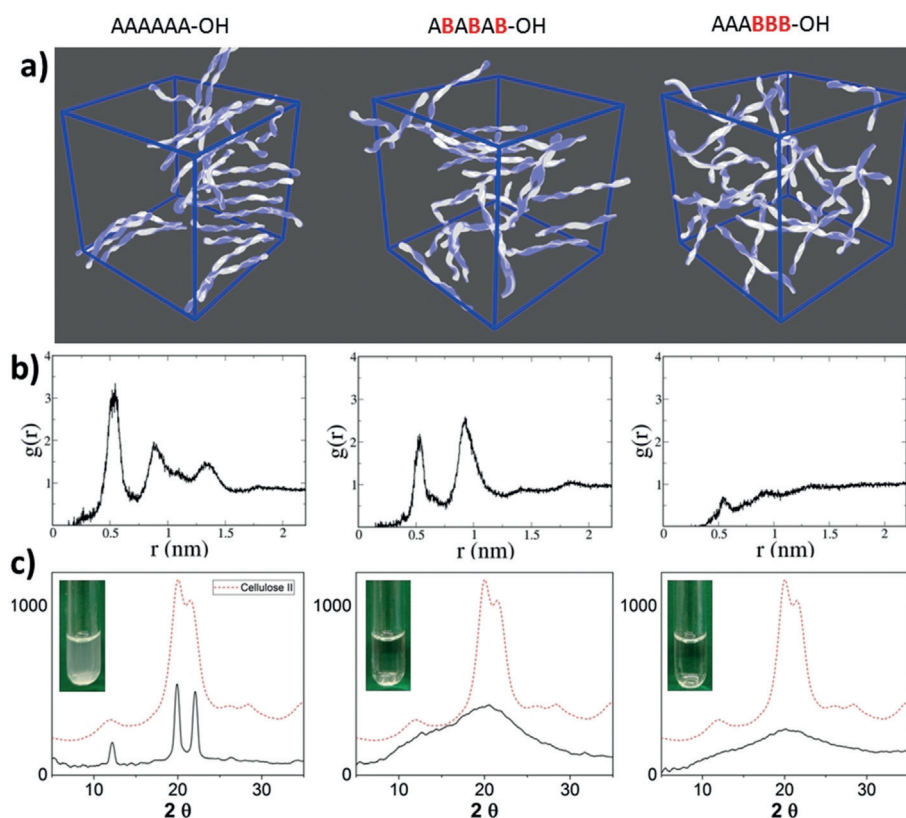 AAAAAA-OH ABABAB-OH AAABBB-OH
a)
b)
4 4 4
3 3 3
g(r) 2 g(r) 2 g(r) 2
1 1 1
0 0.5 1 1.5 2 0 0.5 1 1.5 2 0 0.5 1 1.5 2
r (nm) r (nm) r (nm)
c)
Cellulose II
1000 1000 1000
0 0 0
10 20 30 10 20 30 10 20 30
2 θ 2 θ 2 θ